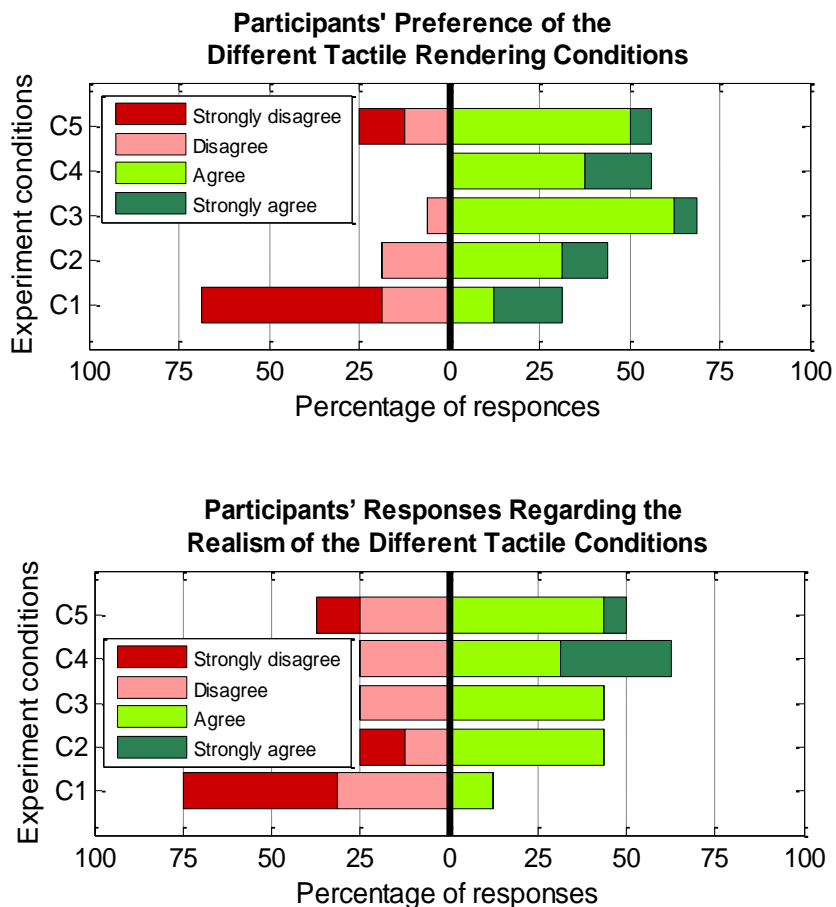 Participants' Preference of the
Different Tactile Rendering Conditions
Experiment conditions
C5
C4
C3
C2
C1
Strongly disagree
Disagree
Agree
Strongly agree
100 75 50 25 0 25 50 75 100
Percentage of responces
Participants’ Responses Regarding the
Realism of the Different Tactile Conditions
Experiment conditions
C5
C4
C3
C2
C1
Strongly disagree
Disagree
Agree
Strongly agree
100 75 50 25 0 25 50 75 100
Percentage of responses